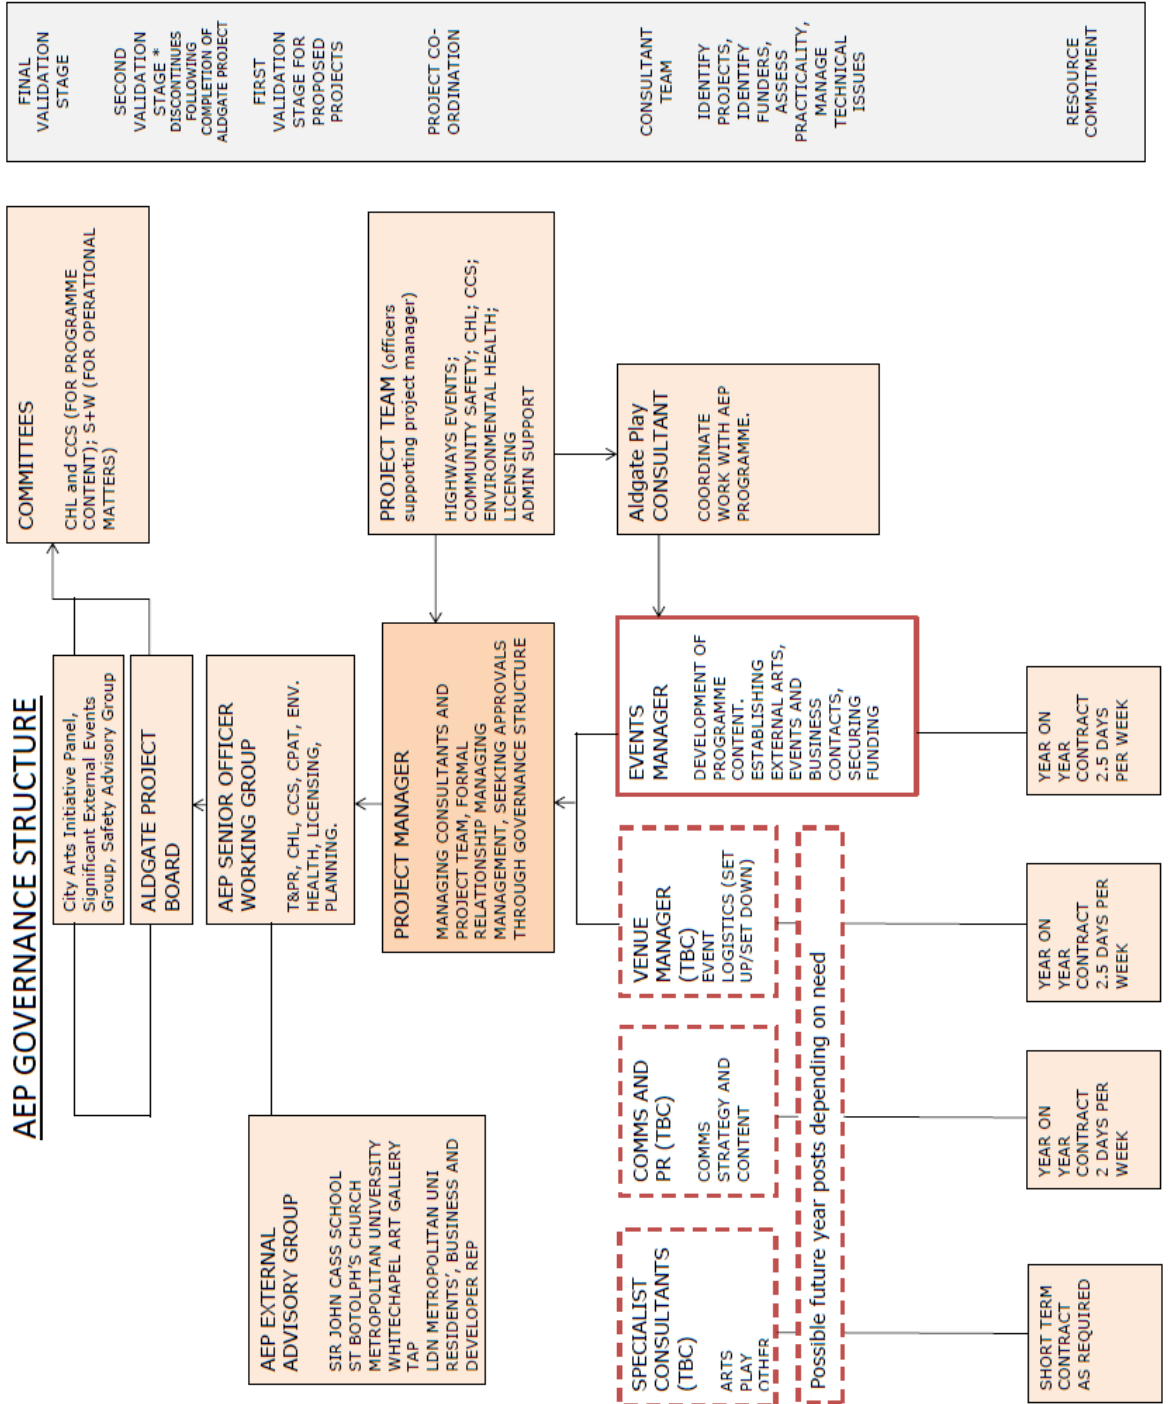 AEP GOVERNANCE STRUCTURE
City Arts Initiative Panel,
Significant External Events
Group, Safety Advisory Group
COMMITTEES
CHL and CCS (FOR PROGRAMME
CONTENT); S+W (FOR OPERATIONAL
MATTERS)
FINAL
VALIDATION
STAGE
ALDGATE PROJECT
BOARD
SECOND
VALIDATION
STAGE *
DISCONTINUES
FOLLOWING
COMPLETION OF
ALDGATE PROJECT
AEP EXTERNAL
ADVISORY GROUP
SIR JOHN CASS SCHOOL
ST BOTOLPH'S CHURCH
METROPOLITAN UNIVERSITY
WHITECHAPEL ART GALLERY
TAP
LDN METROPOLITAN UNI
RESIDENTS', BUSINESS AND
DEVELOPER REP
AEP SENIOR OFFICER
WORKING GROUP
T&PR, CHL, CCS, CPAT, ENV.
HEALTH, LICENSING,
PLANNING.
FIRST
VALIDATION
STAGE FOR
PROPOSED
PROJECTS
PROJECT MANAGER
MANAGING CONSULTANTS AND
PROJECT TEAM, FORMAL
RELATIONSHIP MANAGING
MANAGEMENT, SEEKING APPROVALS
THROUGH GOVERNANCE STRUCTURE
PROJECT TEAM (officers
supporting project manager)
HIGHWAYS EVENTS;
COMMUNITY SAFETY; CHL; CCS;
ENVIRONMENTAL HEALTH;
LICENSING
ADMIN SUPPORT
PROJECT CO-
ORDINATION
SPECIALIST
CONSULTANTS
(TBC)
ARTS
PLAY
OTHER
COMMS AND
PR (TBC)
COMMS
STRATEGY AND
CONTENT
VENUE
MANAGER
(TBC)
EVENT
LOGISTICS (SET
UP/SET DOWN)
EVENTS
MANAGER
DEVELOPMENT OF
PROGRAMME
CONTENT.
ESTABLISHING
EXTERNAL ARTS,
EVENTS AND
BUSINESS
CONTACTS,
SECURING
FUNDING
Aldgate Play
CONSULTANT
COORDINATE
WORK WITH AEP
PROGRAMME.
CONSULTANT
TEAM
IDENTIFY
PROJECTS,
IDENTIFY
FUNDERS,
ASSESS
PRACTICALITY,
MANAGE
TECHNICAL
ISSUES
Possible future year posts depending on need
SHORT TERM
CONTRACT
AS REQUIRED
YEAR ON
YEAR
CONTRACT
2 DAYS PER
WEEK
YEAR ON
YEAR
CONTRACT
2.5 DAYS PER
WEEK
YEAR ON
YEAR
CONTRACT
2.5 DAYS
PER WEEK
RESOURCE
COMMITMENT